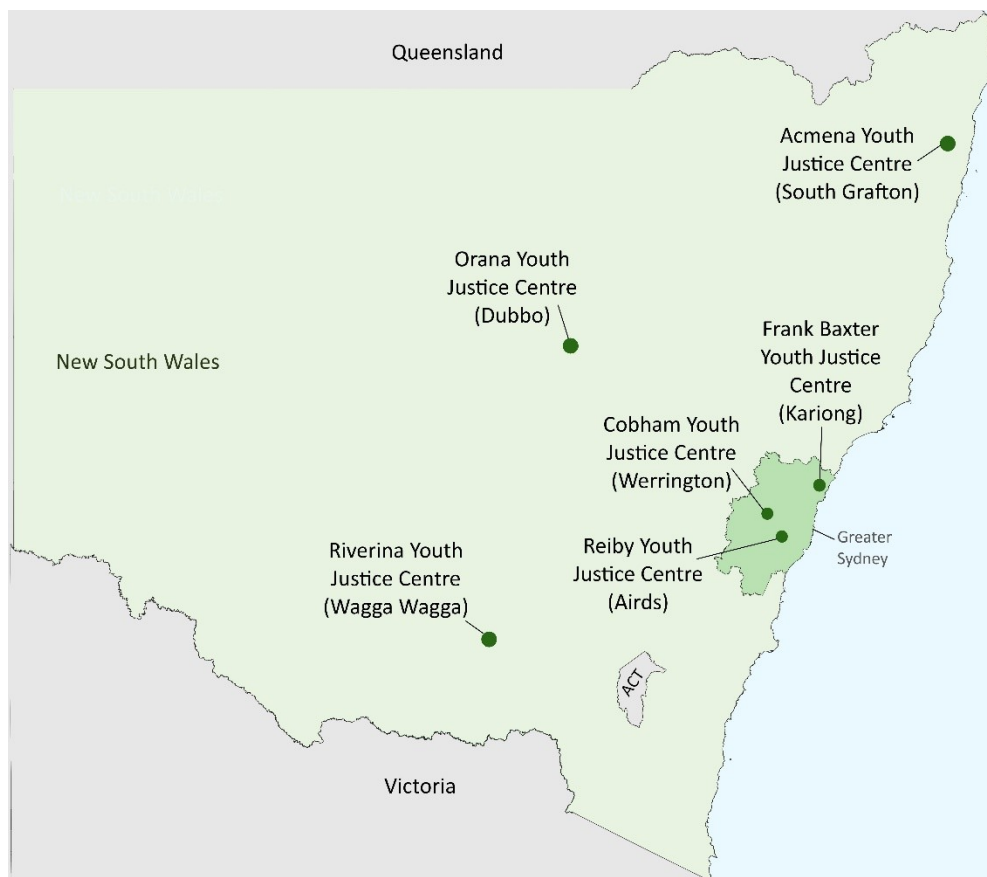 Queensland
Acmena Youth
Justice Centre
(South Grafton)
Orana Youth
Justice Centre
(Dubbo)
Frank Baxter
Youth Justice
Centre
(Kariong)
New South Wales
Cobham Youth
Justice Centre
(Werrington)
Greater
Sydney
Reiby Youth
Justice Centre
(Airds)
Riverina Youth
Justice Centre
(Wagga Wagga)
ACT
Victoria